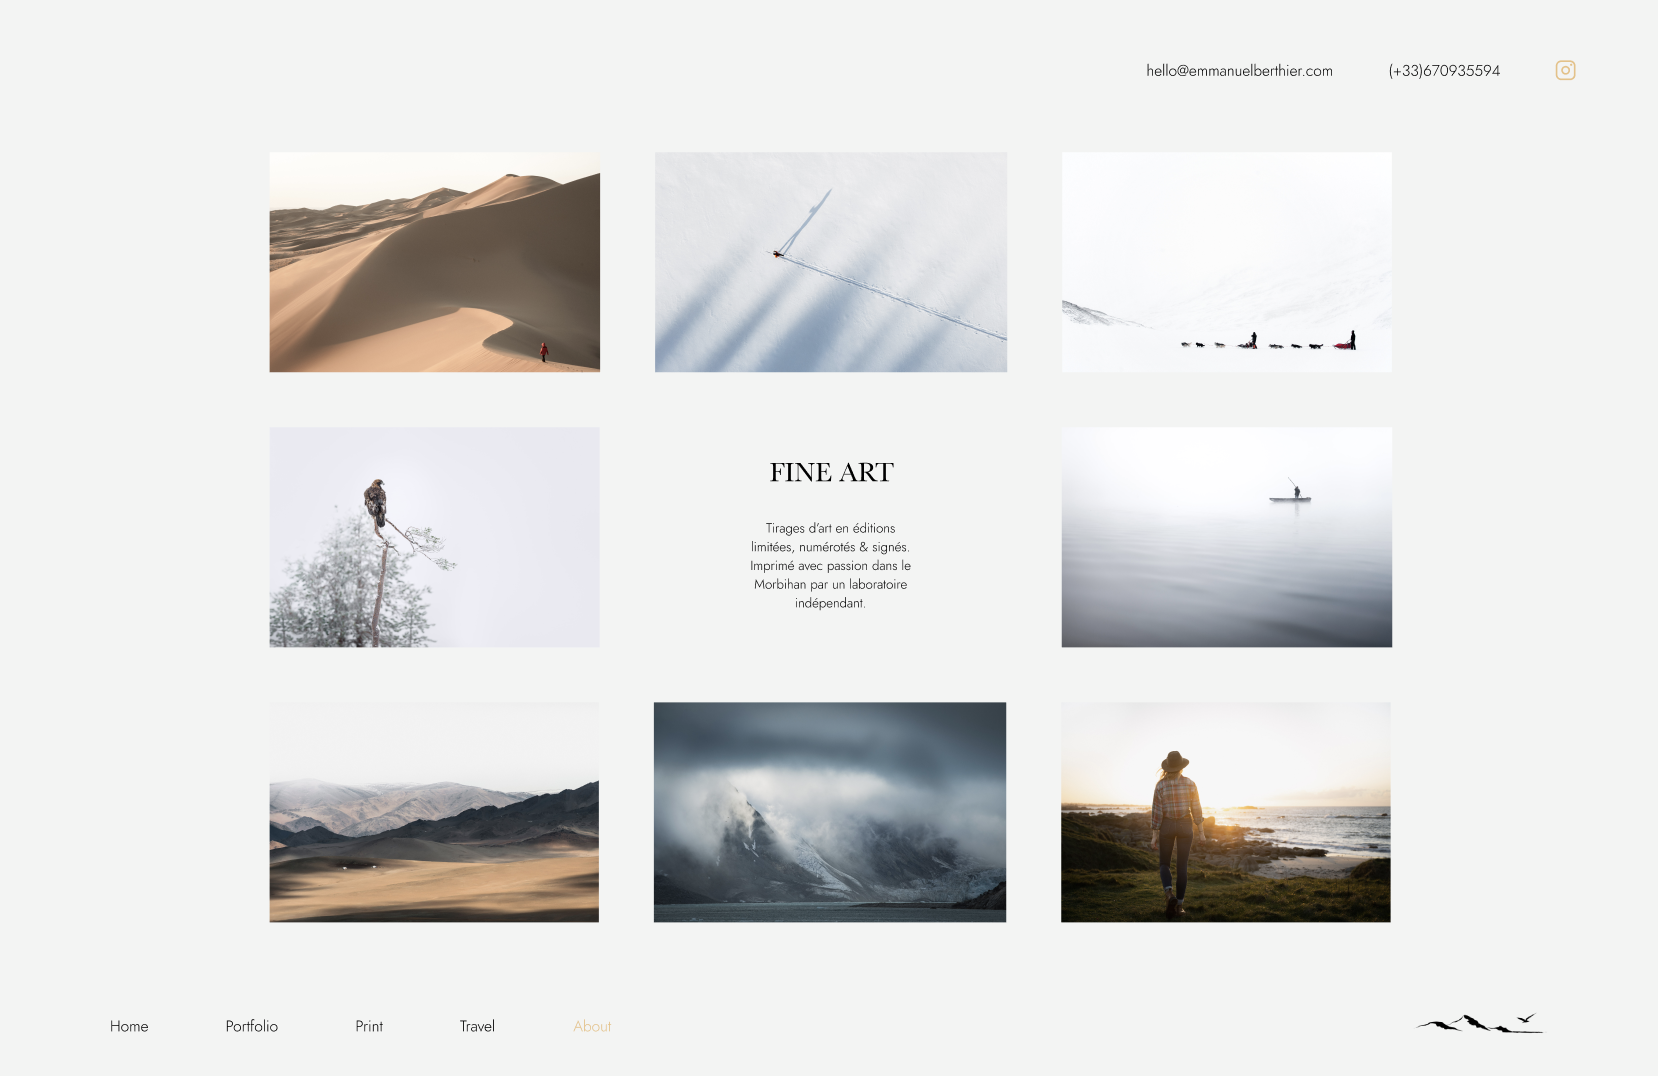 hello@emmanuelberthier.com (+33)670935594
FINE ART
Tirages d'art en éditions
limitées, numérotés & signés.
Imprimé avec passion dans le
Morbihan par un laboratoire
indépendant.
Home Portfolio Print Travel About